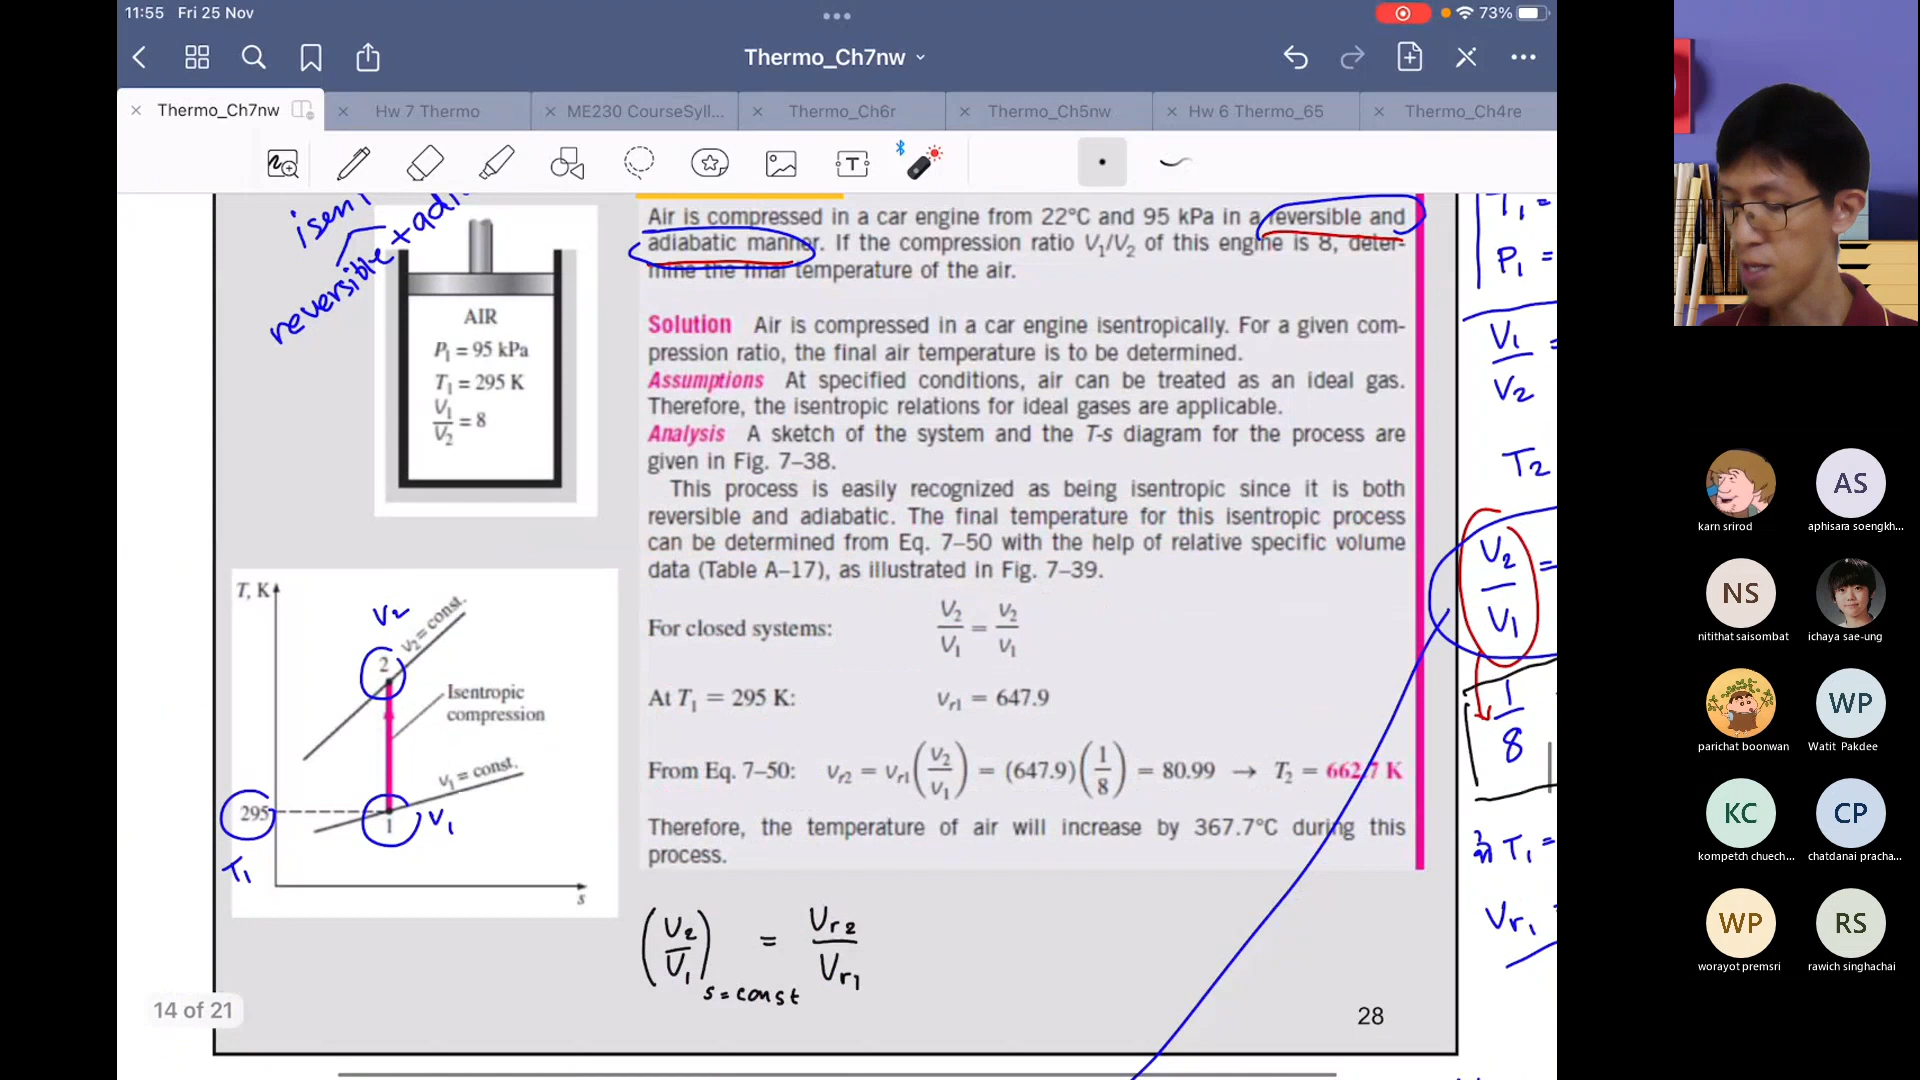 11:55 Fri 25 Nov
73%
Thermo_Ch7nw
Thermo_Ch7nw
Hw 7 Thermo
ME230 CourseSyll...
Thermo_Ch6r
Thermo_Ch5nw
Hw 6 Thermo_65
Thermo_Ch4re
reversible +
AIR
P1 = 95 kPa
T1 = 295 K
V1/V2 = 8
Air is compressed in a car engine from 22°C and 95 kPa in a reversible and
adiabatic manner. If the compression ratio V1/V2 of this engine is 8, deter-
mine the final temperature of the air.
Solution Air is compressed in a car engine isentropically. For a given com-
pression ratio, the final air temperature is to be determined.
Assumptions At specified conditions, air can be treated as an ideal gas.
Therefore, the isentropic relations for ideal gases are applicable.
Analysis A sketch of the system and the T-s diagram for the process are
given in Fig. 7–38.
This process is easily recognized as being isentropic since it is both
reversible and adiabatic. The final temperature for this isentropic process
can be determined from Eq. 7–50 with the help of relative specific volume
data (Table A–17), as illustrated in Fig. 7–39.
For closed systems: V2/V1 = v2/v1
At T1 = 295 K: vr1 = 647.9
From Eq. 7–50: vr2 = vr1(v2/v1) = (647.9)(1/8) = 80.99 → T2 = 662.7 K
Therefore, the temperature of air will increase by 367.7°C during this
process.
T, K
V2
v2 = const.
2
Isentropic
compression
v1 = const.
295
1
V1
T1
s
(V2/V1) s = const = Vr2/Vr1
14 of 21
28
T1 =
P1 =
V1/V2 =
T2
V2/V1 =
1/8
T1 =
Vr1 =
karn srirod
AS
aphisara soengkh...
NS
nitithat saisombat
ichaya sae-ung
parichat boonwan
WP
Watit Pakdee
KC
kompetch chuech...
CP
chatdanai pracha...
WP
worayot premsri
RS
rawich singhachai